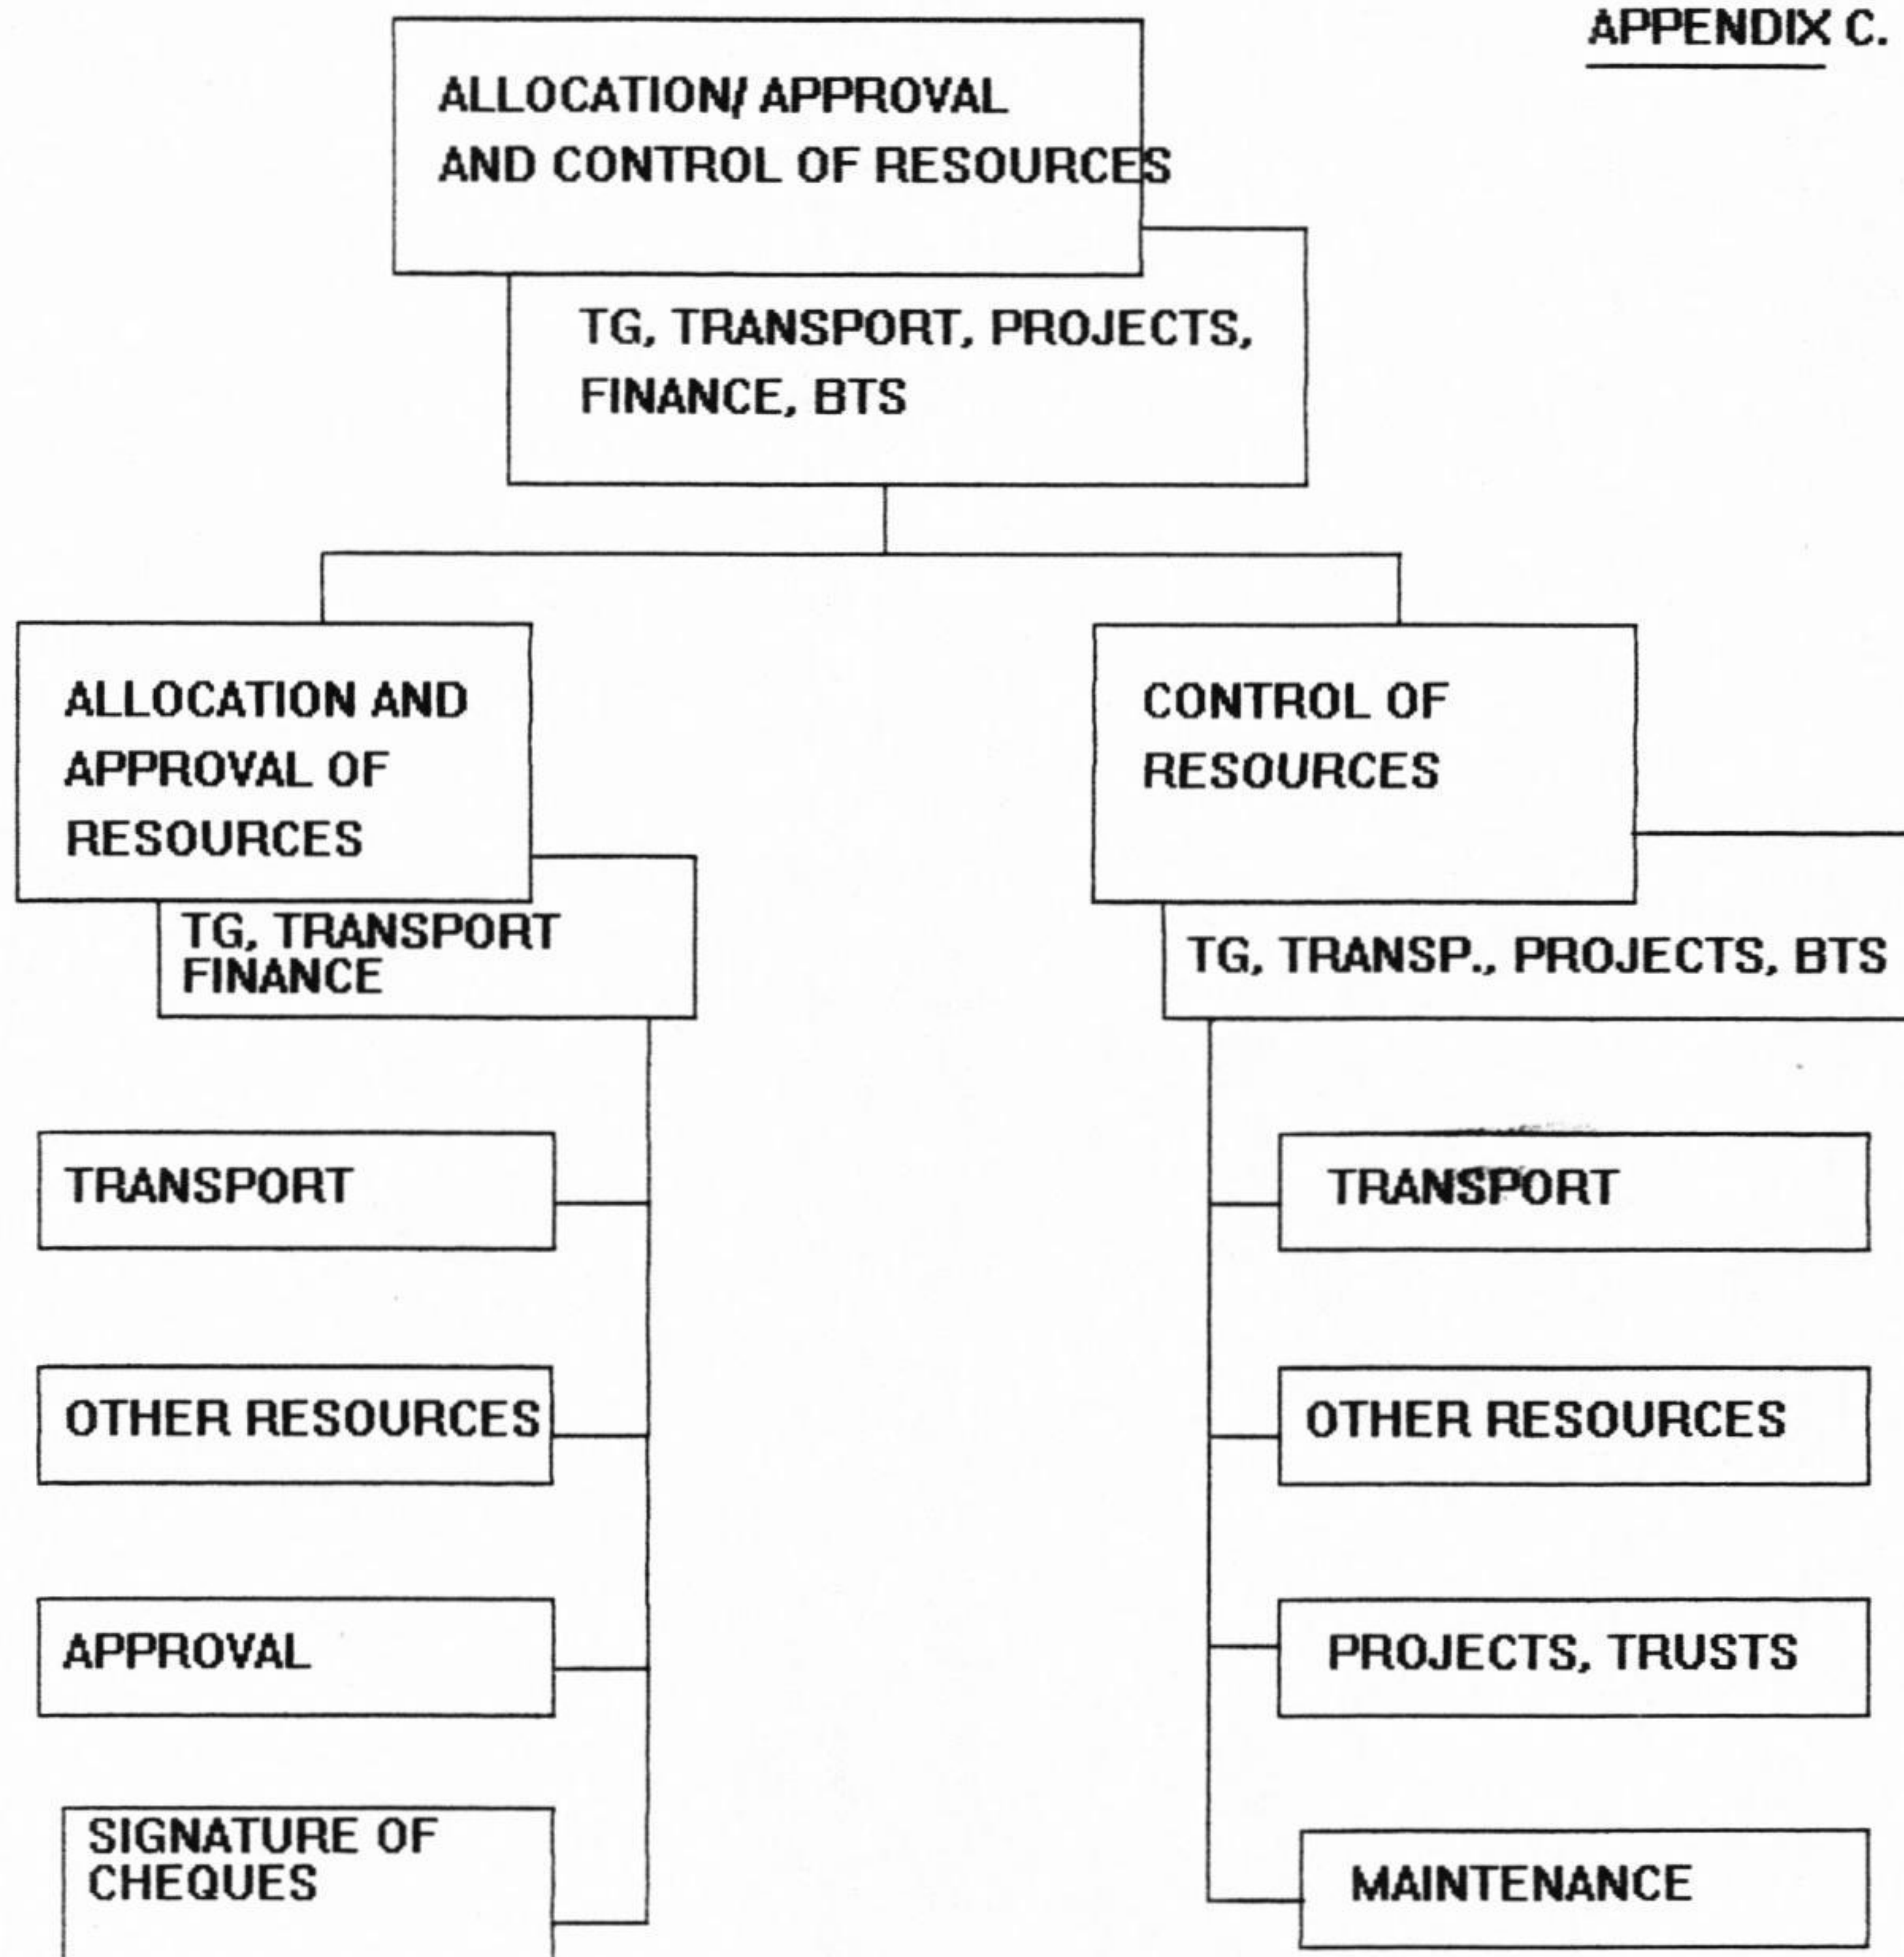 APPENDIX C.
ALLOCATION/ APPROVAL
AND CONTROL OF RESOURCES
TG, TRANSPORT, PROJECTS,
FINANCE, BTS
ALLOCATION AND
APPROVAL OF
RESOURCES
TG, TRANSPORT
FINANCE
TRANSPORT
OTHER RESOURCES
APPROVAL
SIGNATURE OF
CHEQUES
CONTROL OF
RESOURCES
TG, TRANSP., PROJECTS, BTS
TRANSPORT
OTHER RESOURCES
PROJECTS, TRUSTS
MAINTENANCE